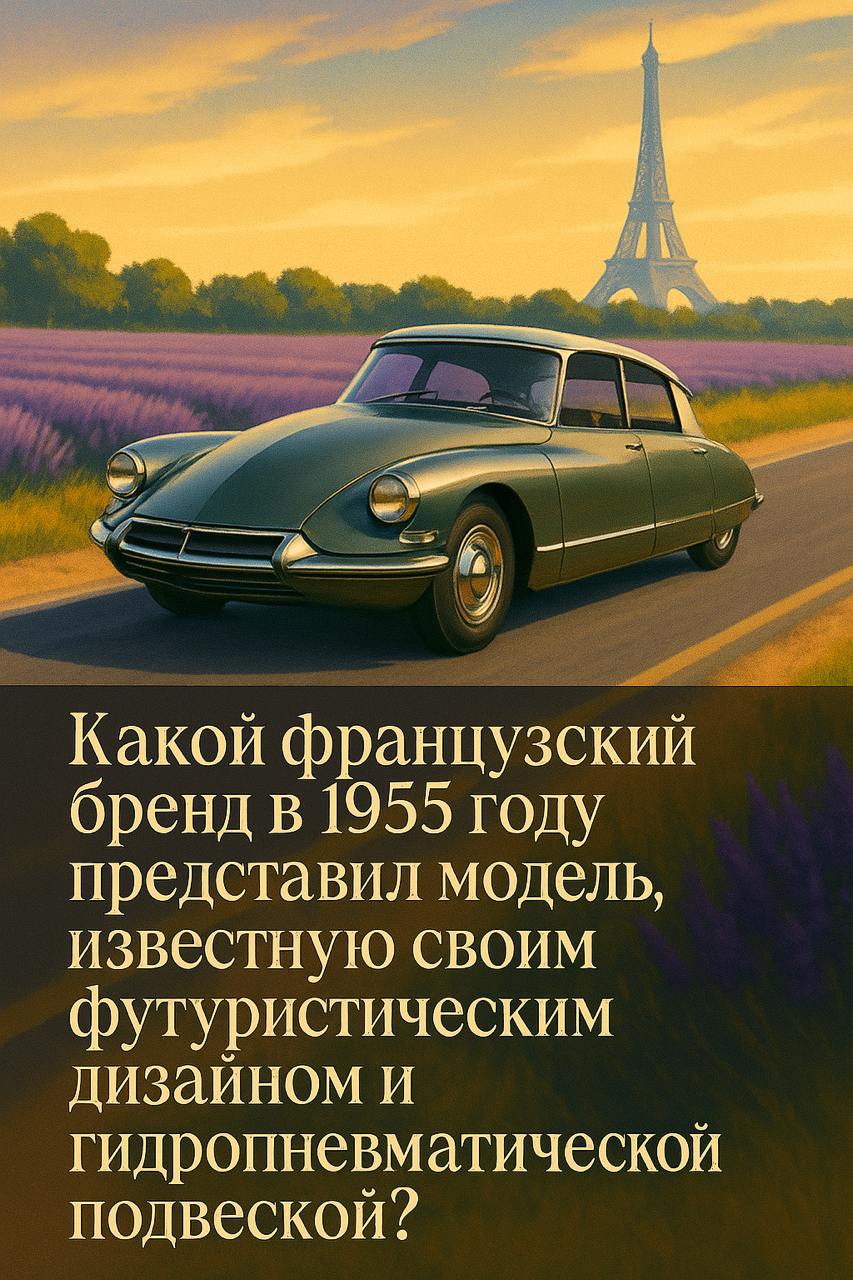 Какой французский
бренд в 1955 году
представил модель,
известную своим
футуристическим
дизайном и
гидропневматической
подвеской?